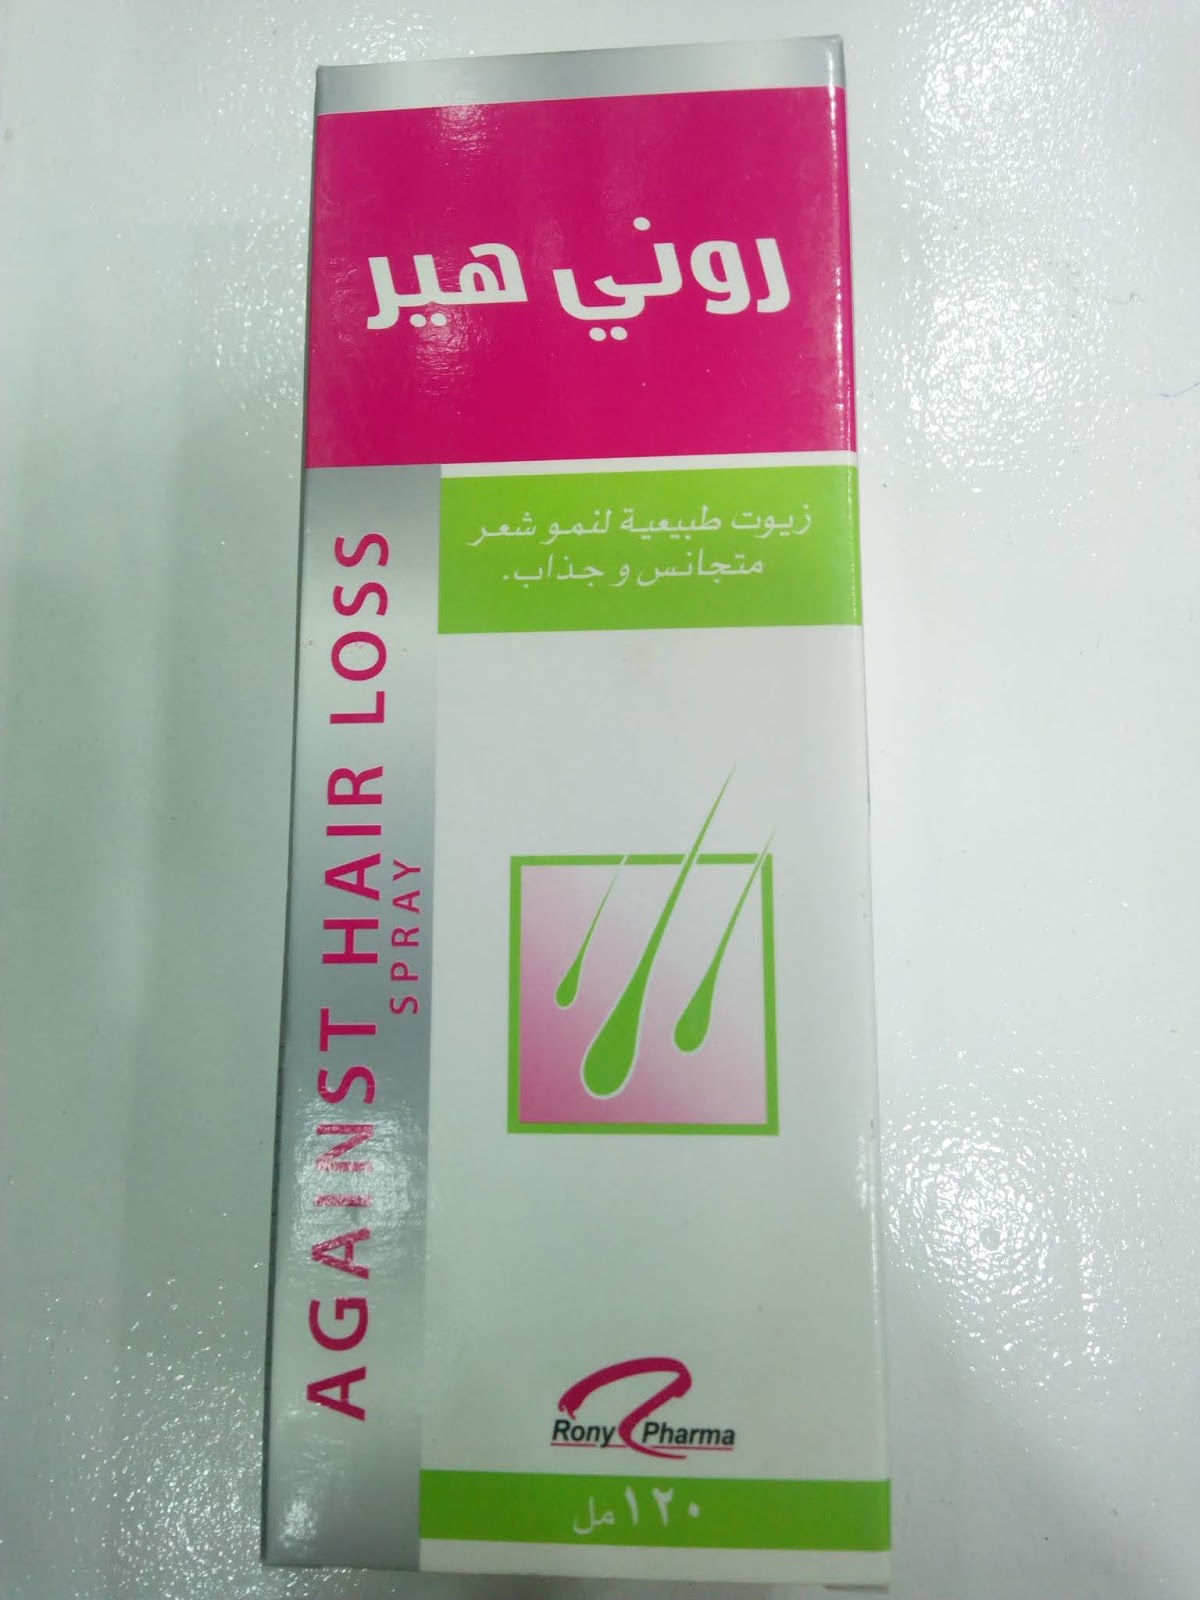 روني هير
زيوت طبيعية لنمو شعر
متجانس و جذاب.
AGAINST HAIR LOSS
SPRAY
Rony Pharma
١٢٠ مل